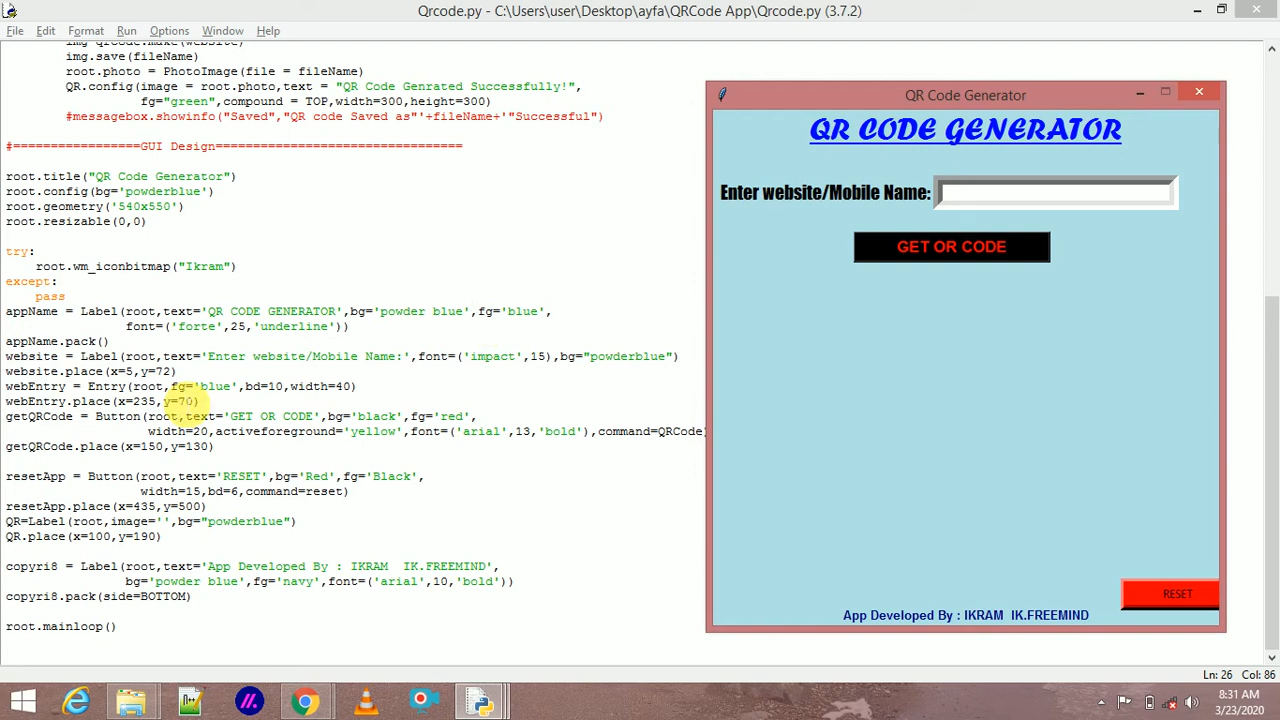 Qrcode.py - C:\Users\user\Desktop\ayfa\QRCode App\Qrcode.py (3.7.2)
File Edit Format Run Options Window Help
img.save(fileName)
root.photo = PhotoImage(file = fileName)
QR.config(image = root.photo,text = "QR Code Genrated Successfully!",
fg="green",compound = TOP,width=300,height=300)
#messagebox.showinfo("Saved","QR code Saved as"'+fileName+'"Successful")
#=================GUI Design=================================
root.title("QR Code Generator")
root.config(bg='powderblue')
root.geometry('540x550')
root.resizable(0,0)
try:
root.wm_iconbitmap("Ikram")
except:
pass
appName = Label(root,text='QR CODE GENERATOR',bg='powder blue',fg='blue',
font=('forte',25,'underline'))
appName.pack()
website = Label(root,text='Enter website/Mobile Name:',font=('impact',15),bg="powderblue")
website.place(x=5,y=72)
webEntry = Entry(root,fg='blue',bd=10,width=40)
webEntry.place(x=235,y=70)
getQRCode = Button(root,text='GET OR CODE',bg='black',fg='red',
width=20,activeforeground='yellow',font=('arial',13,'bold'),command=QRCode)
getQRCode.place(x=150,y=130)
resetApp = Button(root,text='RESET',bg='Red',fg='Black',
width=15,bd=6,command=reset)
resetApp.place(x=435,y=500)
QR=Label(root,image='',bg="powderblue")
QR.place(x=100,y=190)
copyri8 = Label(root,text='App Developed By : IKRAM  IK.FREEMIND',
bg='powder blue',fg='navy',font=('arial',10,'bold'))
copyri8.pack(side=BOTTOM)
root.mainloop()
QR Code Generator
QR CODE GENERATOR
Enter website/Mobile Name:
GET OR CODE
RESET
App Developed By : IKRAM  IK.FREEMIND
Ln: 26 Col: 86
8:31 AM
3/23/2020